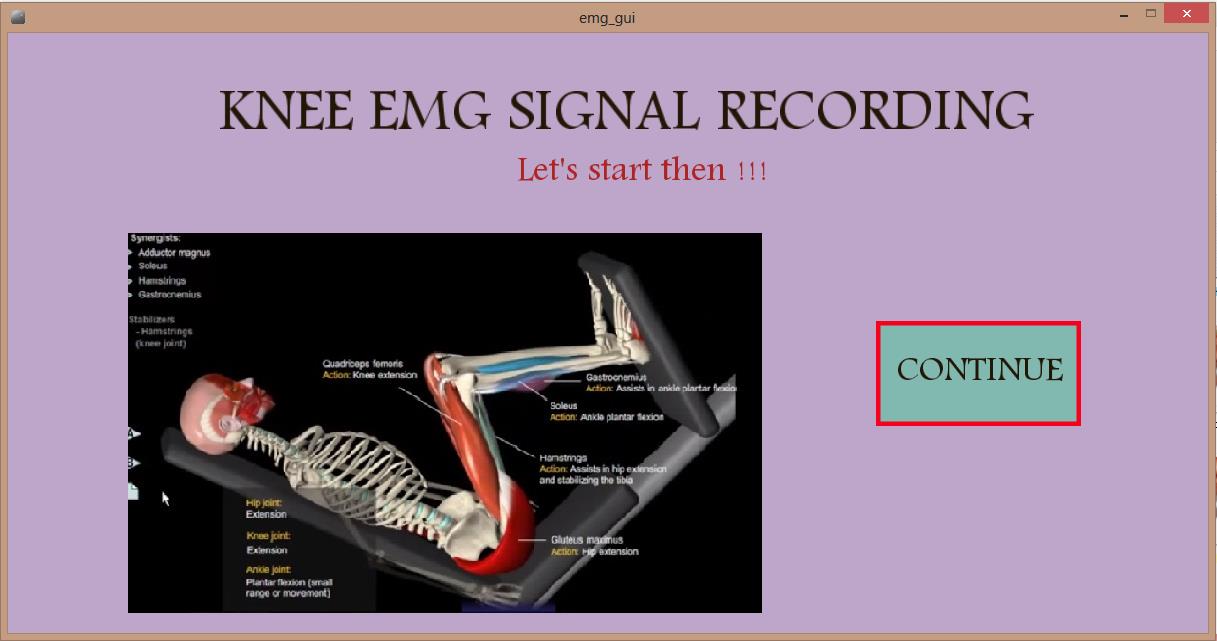 emg_gui
KNEE EMG SIGNAL RECORDING
Let's start then !!!
Synergists:
Adductor magnus
Soleus
Hamstrings
Gastrocnemius
Stabilizers
- Hamstrings
(knee joint)
Quadriceps femoris
Action: Knee extension
Gastrocnemius
Action: Assists in ankle plantar flexion
Soleus
Action: Ankle plantar flexion
Hamstrings
Action: Assists in hip extension
and stabilizing the tibia
Hip joint:
Extension
Knee joint:
Extension
Ankle joint:
Plantar flexion (small
range or movement)
Gluteus maximus
Action: Hip extension
CONTINUE